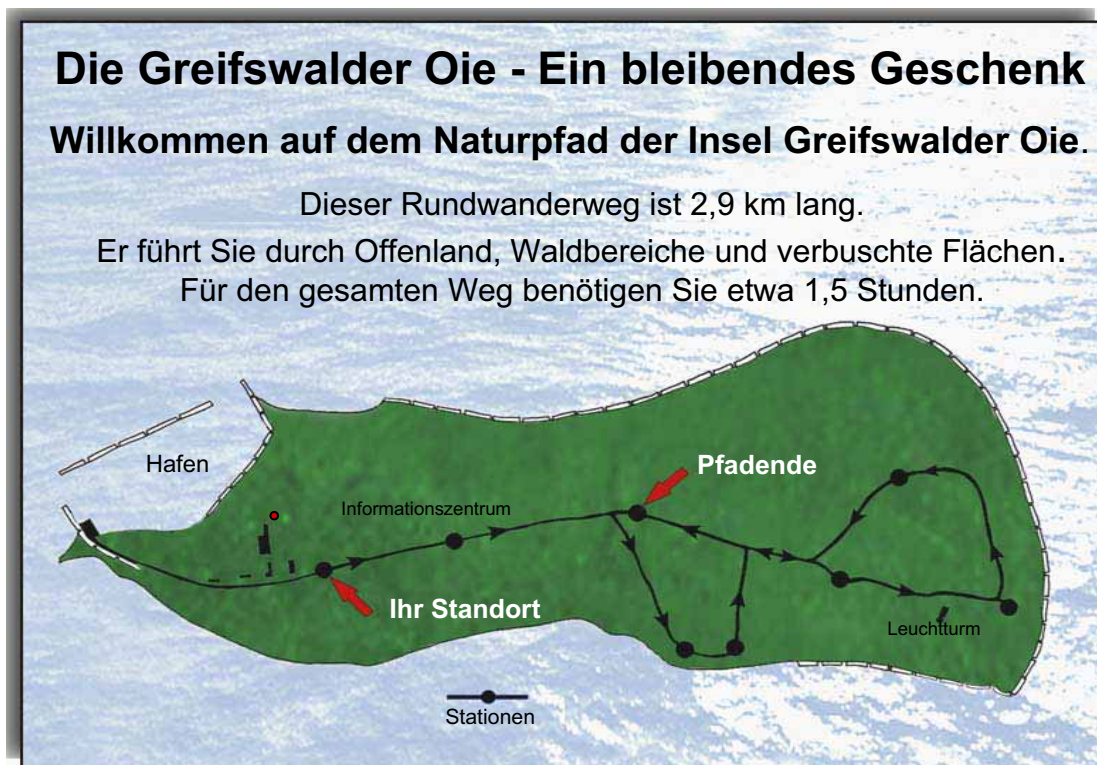 Die Greifswalder Oie - Ein bleibendes Geschenk
Willkommen auf dem Naturpfad der Insel Greifswalder Oie.
Dieser Rundwanderweg ist 2,9 km lang.
Er führt Sie durch Offenland, Waldbereiche und verbuschte Flächen.
Für den gesamten Weg benötigen Sie etwa 1,5 Stunden.
Hafen
Pfadende
Informationszentrum
Ihr Standort
Leuchtturm
Stationen